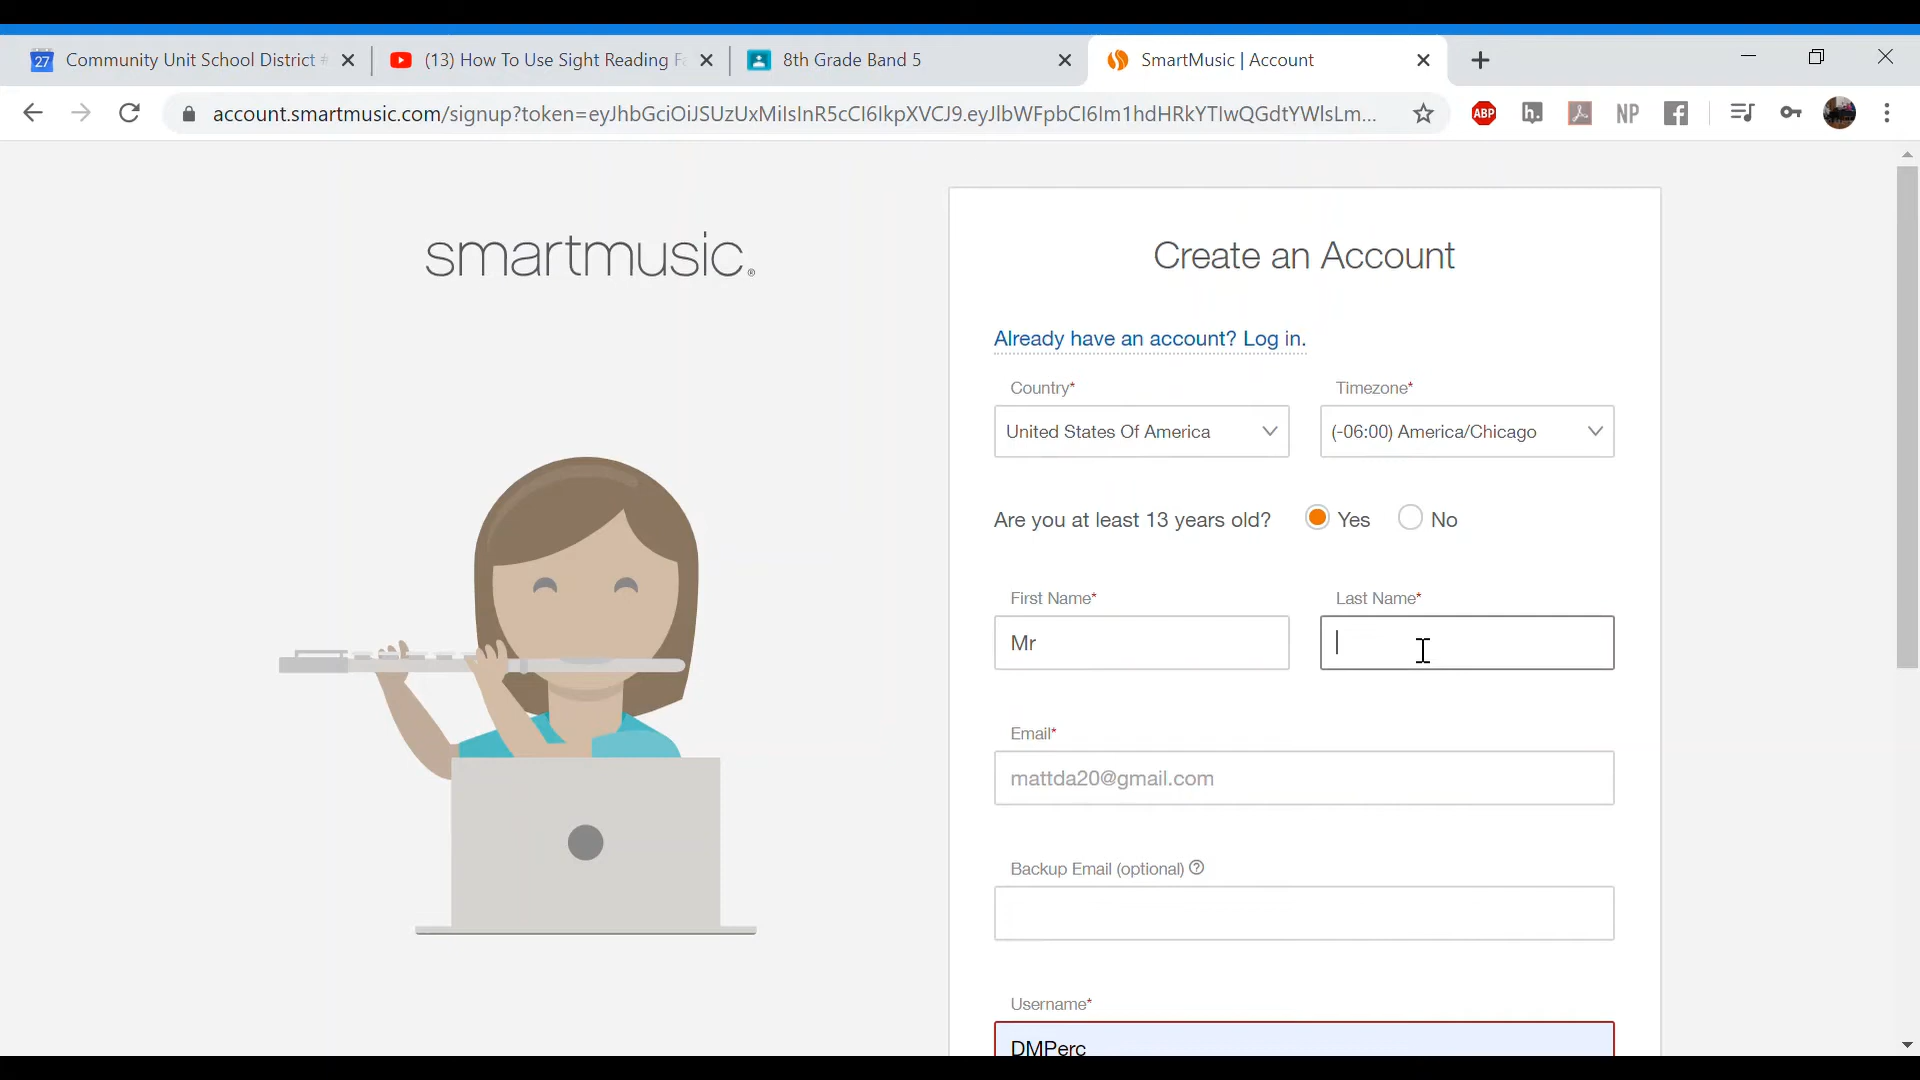 27 Community Unit School District #
(13) How To Use Sight Reading F
8th Grade Band 5
SmartMusic | Account
account.smartmusic.com/signup?token=eyJhbGciOiJSUzUxMiIsInR5cCI6IkpXVCJ9.eyJlbWFpbCI6Im1hdHRkYTIwQGdtYWlsLm...
ABP
h.
NP
smartmusic®
Create an Account
Already have an account? Log in.
Country*
Timezone*
United States Of America
(-06:00) America/Chicago
Are you at least 13 years old?
Yes
No
First Name*
Last Name*
Mr
Email*
mattda20@gmail.com
Backup Email (optional)
Username*
DMPerc